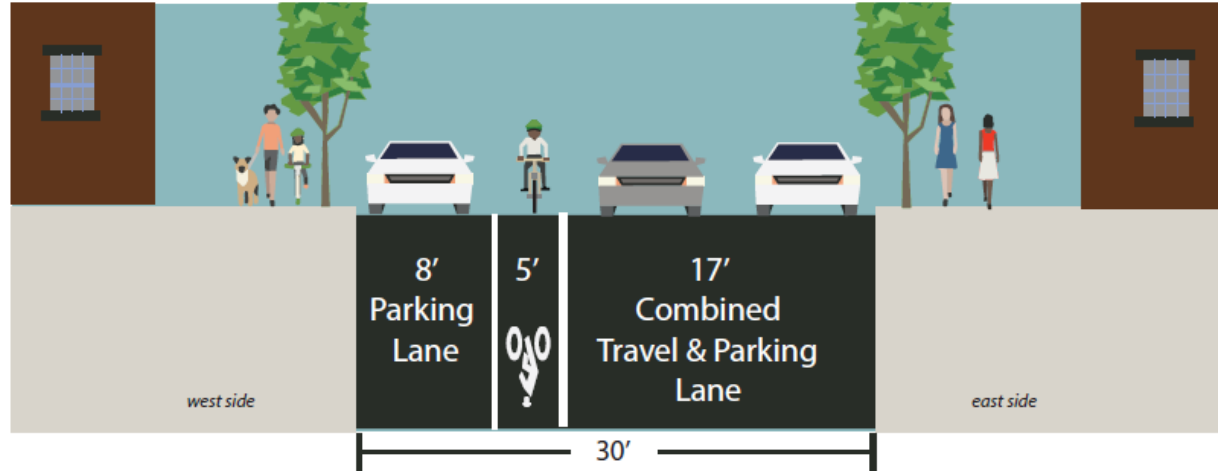 8’
Parking
Lane
5’
17’
Combined
Travel & Parking
Lane
west side
east side
30’